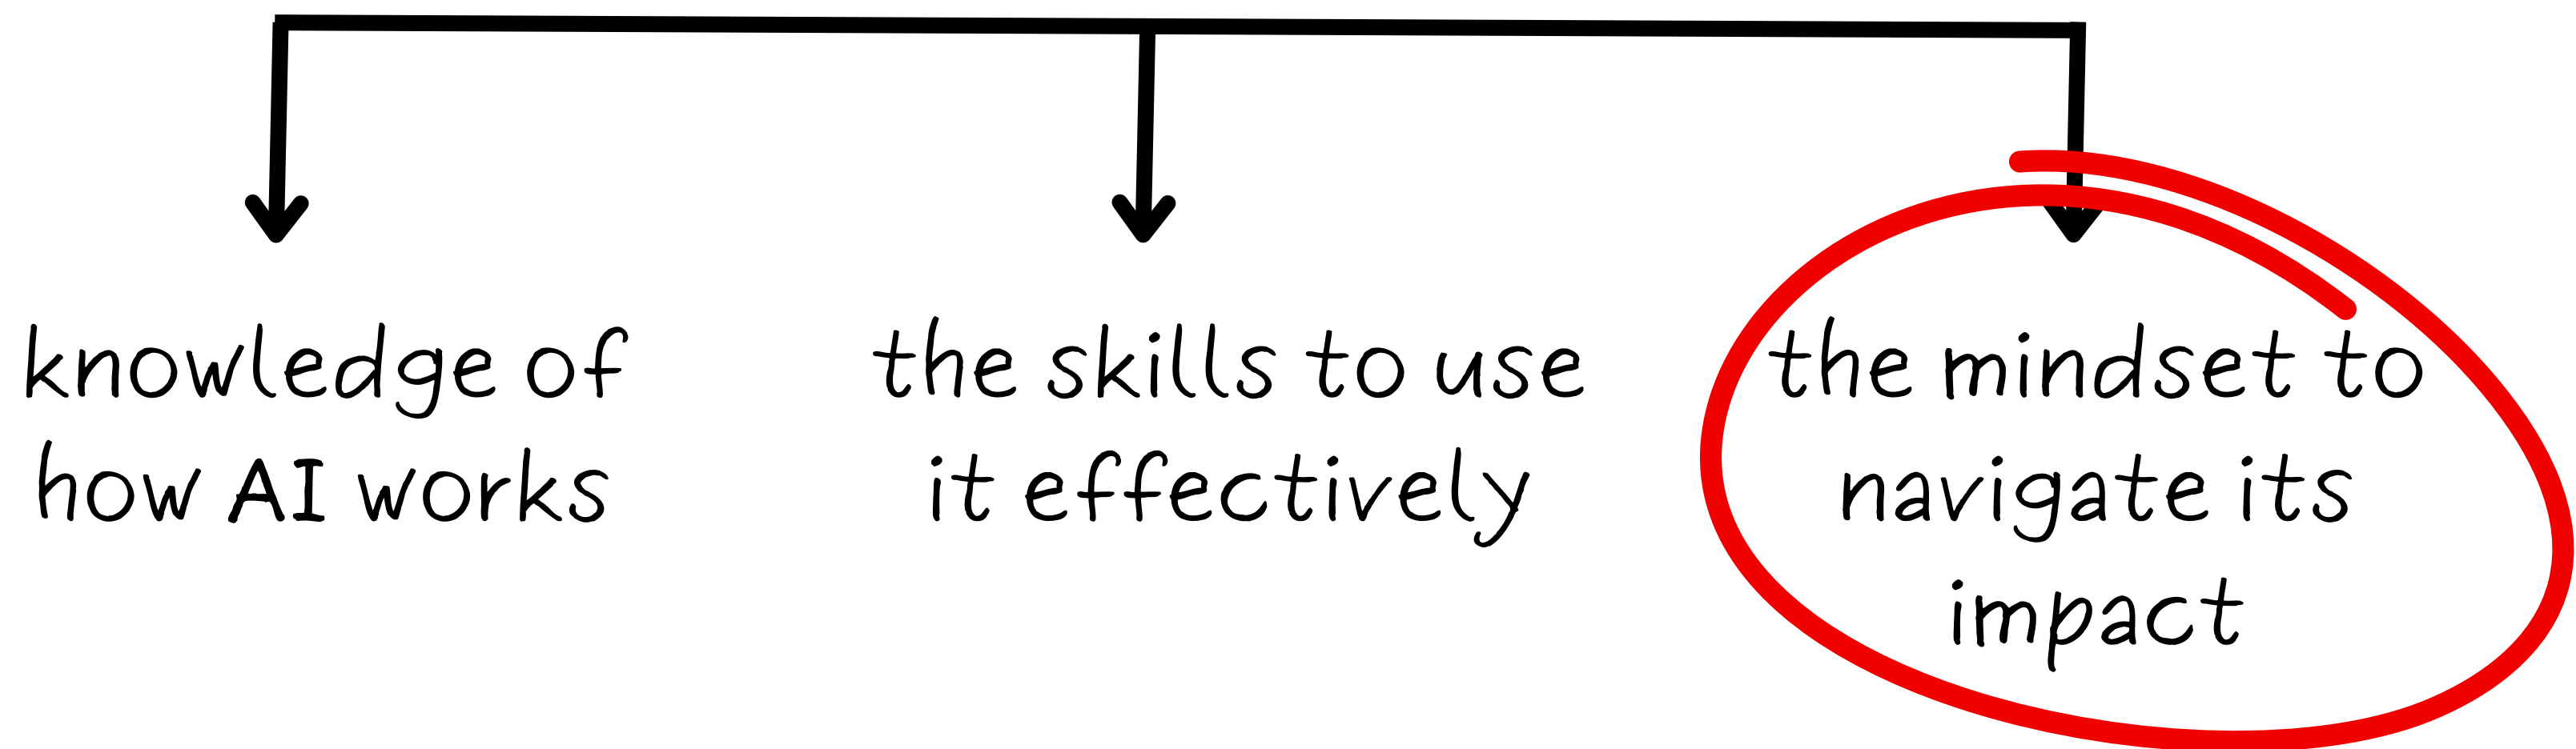 knowledge of
how AI works
the skills to use
it effectively
the mindset to
navigate its
impact